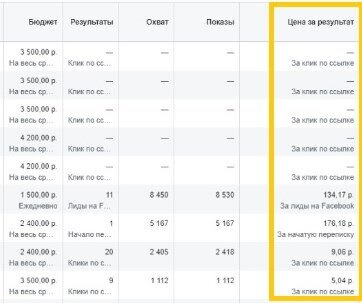 Бюджет Результаты Охват Показы Цена за результат
3 500,00 р. — — — —
На весь ср... Клик по сс... За клик по ссылке
3 500,00 р. — — — —
На весь ср... Клик по сс... За клик по ссылке
3 500,00 р. — — — —
На весь ср... Клик по сс... За клик по ссылке
4 200,00 р. — — — —
На весь ср... Клик по сс... За клик по ссылке
4 200,00 р. — — — —
На весь ср... Клик по сс... За клик по ссылке
1 500,00 р. 11 8 450 8 530 134,17 р.
Ежедневно Лиды на F... За лиды на Facebook
2 400,00 р. 1 5 167 5 167 176,18 р.
На весь ср... Начало пе... За начатую переписку
2 400,00 р. 20 2 405 2 418 9,06 р.
На весь ср... Клики по с... За клик по ссылке
3 500,00 р. 9 1 112 1 112 5,04 р.
На весь ср... Клики по с... За клик по ссылке